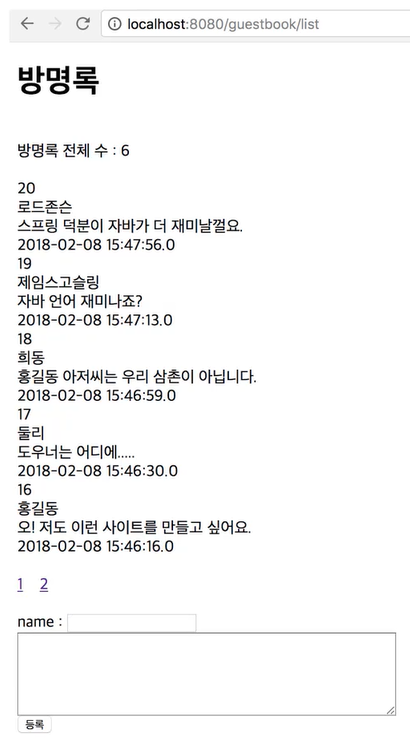 localhost:8080/guestbook/list
방명록
방명록 전체 수 : 6
20
로드존슨
스프링 덕분이 자바가 더 재미날껄요.
2018-02-08 15:47:56.0
19
제임스고슬링
자바 언어 재미나죠?
2018-02-08 15:47:13.0
18
희동
홍길동 아저씨는 우리 삼촌이 아닙니다.
2018-02-08 15:46:59.0
17
둘리
도우너는 어디에.....
2018-02-08 15:46:30.0
16
홍길동
오! 저도 이런 사이트를 만들고 싶어요.
2018-02-08 15:46:16.0
1 2
name :
등록